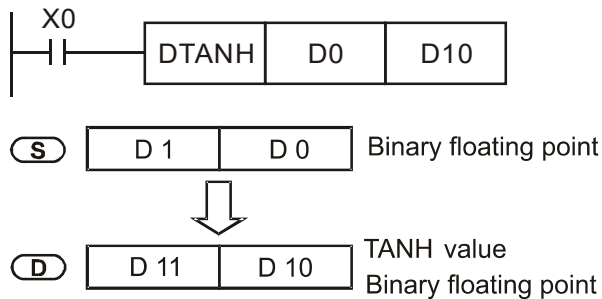 X0
DTANH D0 D10
S D 1 D 0 Binary floating point
TANH value
D D 11 D 10 Binary floating point